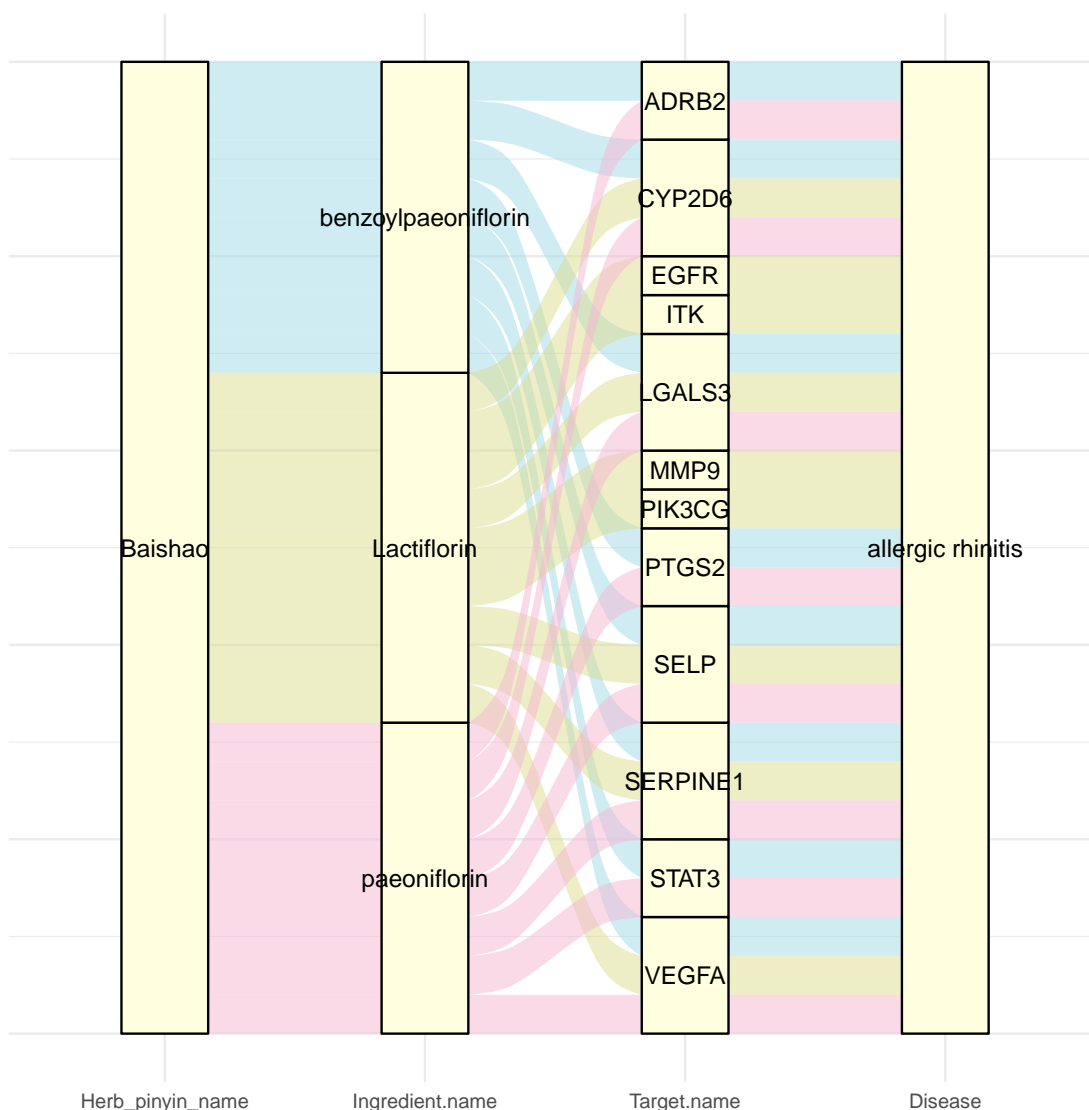 Baishao
benzoylpaeoniflorin
Lactiflorin
paeoniflorin
ADRB2
CYP2D6
EGFR
ITK
LGALS3
MMP9
PIK3CG
PTGS2
SELP
SERPINE1
STAT3
VEGFA
allergic rhinitis
Herb_pinyin_name
Ingredient.name
Target.name
Disease